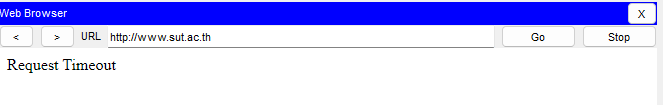 Web Browser X
< > URL http://www.sut.ac.th Go Stop
Request Timeout